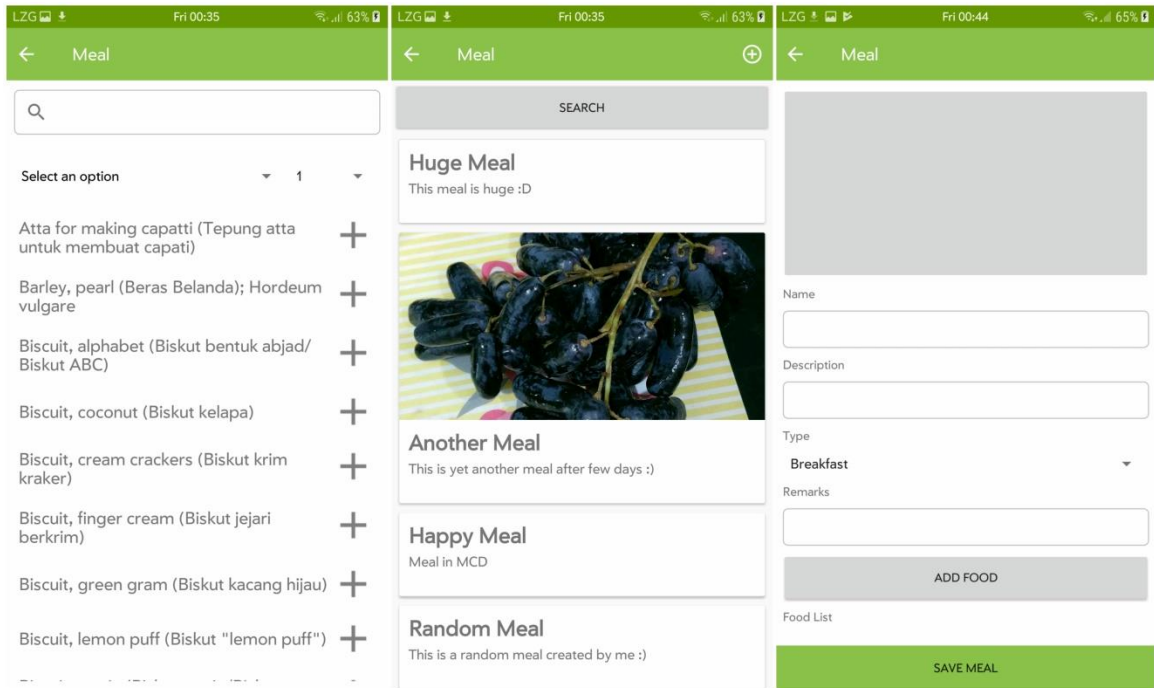 LZG Fri 00:35 63%
Meal
Select an option 1
Atta for making capatti (Tepung atta
untuk membuat capati)
Barley, pearl (Beras Belanda); Hordeum
vulgare
Biscuit, alphabet (Biskut bentuk abjad/
Biskut ABC)
Biscuit, coconut (Biskut kelapa)
Biscuit, cream crackers (Biskut krim
kraker)
Biscuit, finger cream (Biskut jejari
berkrim)
Biscuit, green gram (Biskut kacang hijau)
Biscuit, lemon puff (Biskut "lemon puff")
LZG Fri 00:35 63%
Meal
SEARCH
Huge Meal
This meal is huge :D
Another Meal
This is yet another meal after few days :)
Happy Meal
Meal in MCD
Random Meal
This is a random meal created by me :)
LZG Fri 00:44 65%
Meal
Name
Description
Type
Breakfast
Remarks
ADD FOOD
Food List
SAVE MEAL